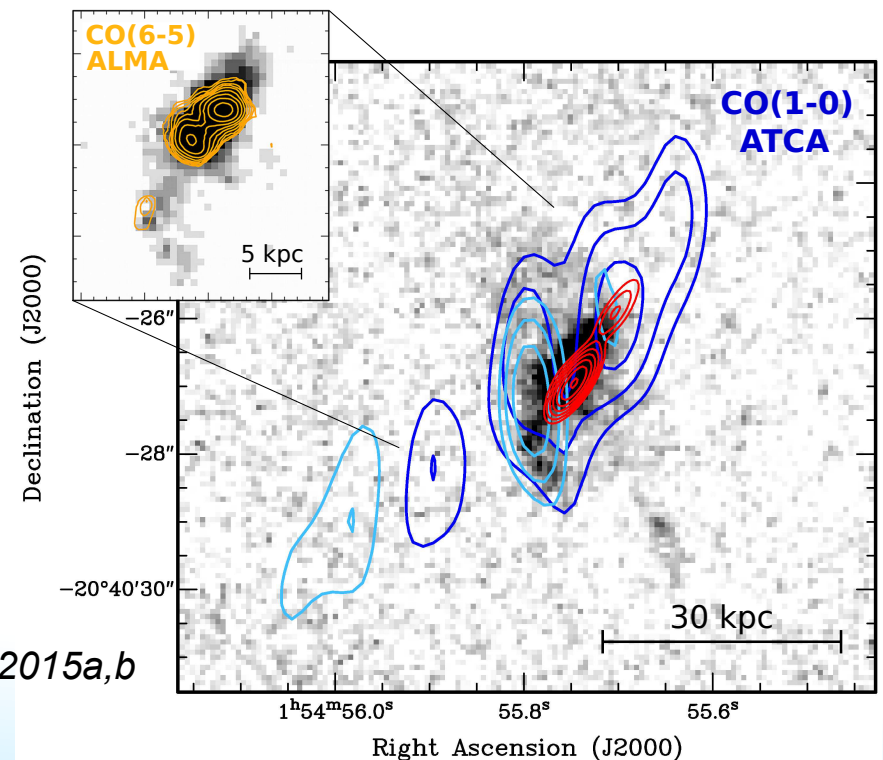 CO(6-5)
ALMA
5 kpc
CO(1-0)
ATCA
−26″
−28″
−20°40′30″
Declination (J2000)
30 kpc
2015a,b
1ʰ54ᵐ56.0ˢ
55.8ˢ
55.6ˢ
Right Ascension (J2000)